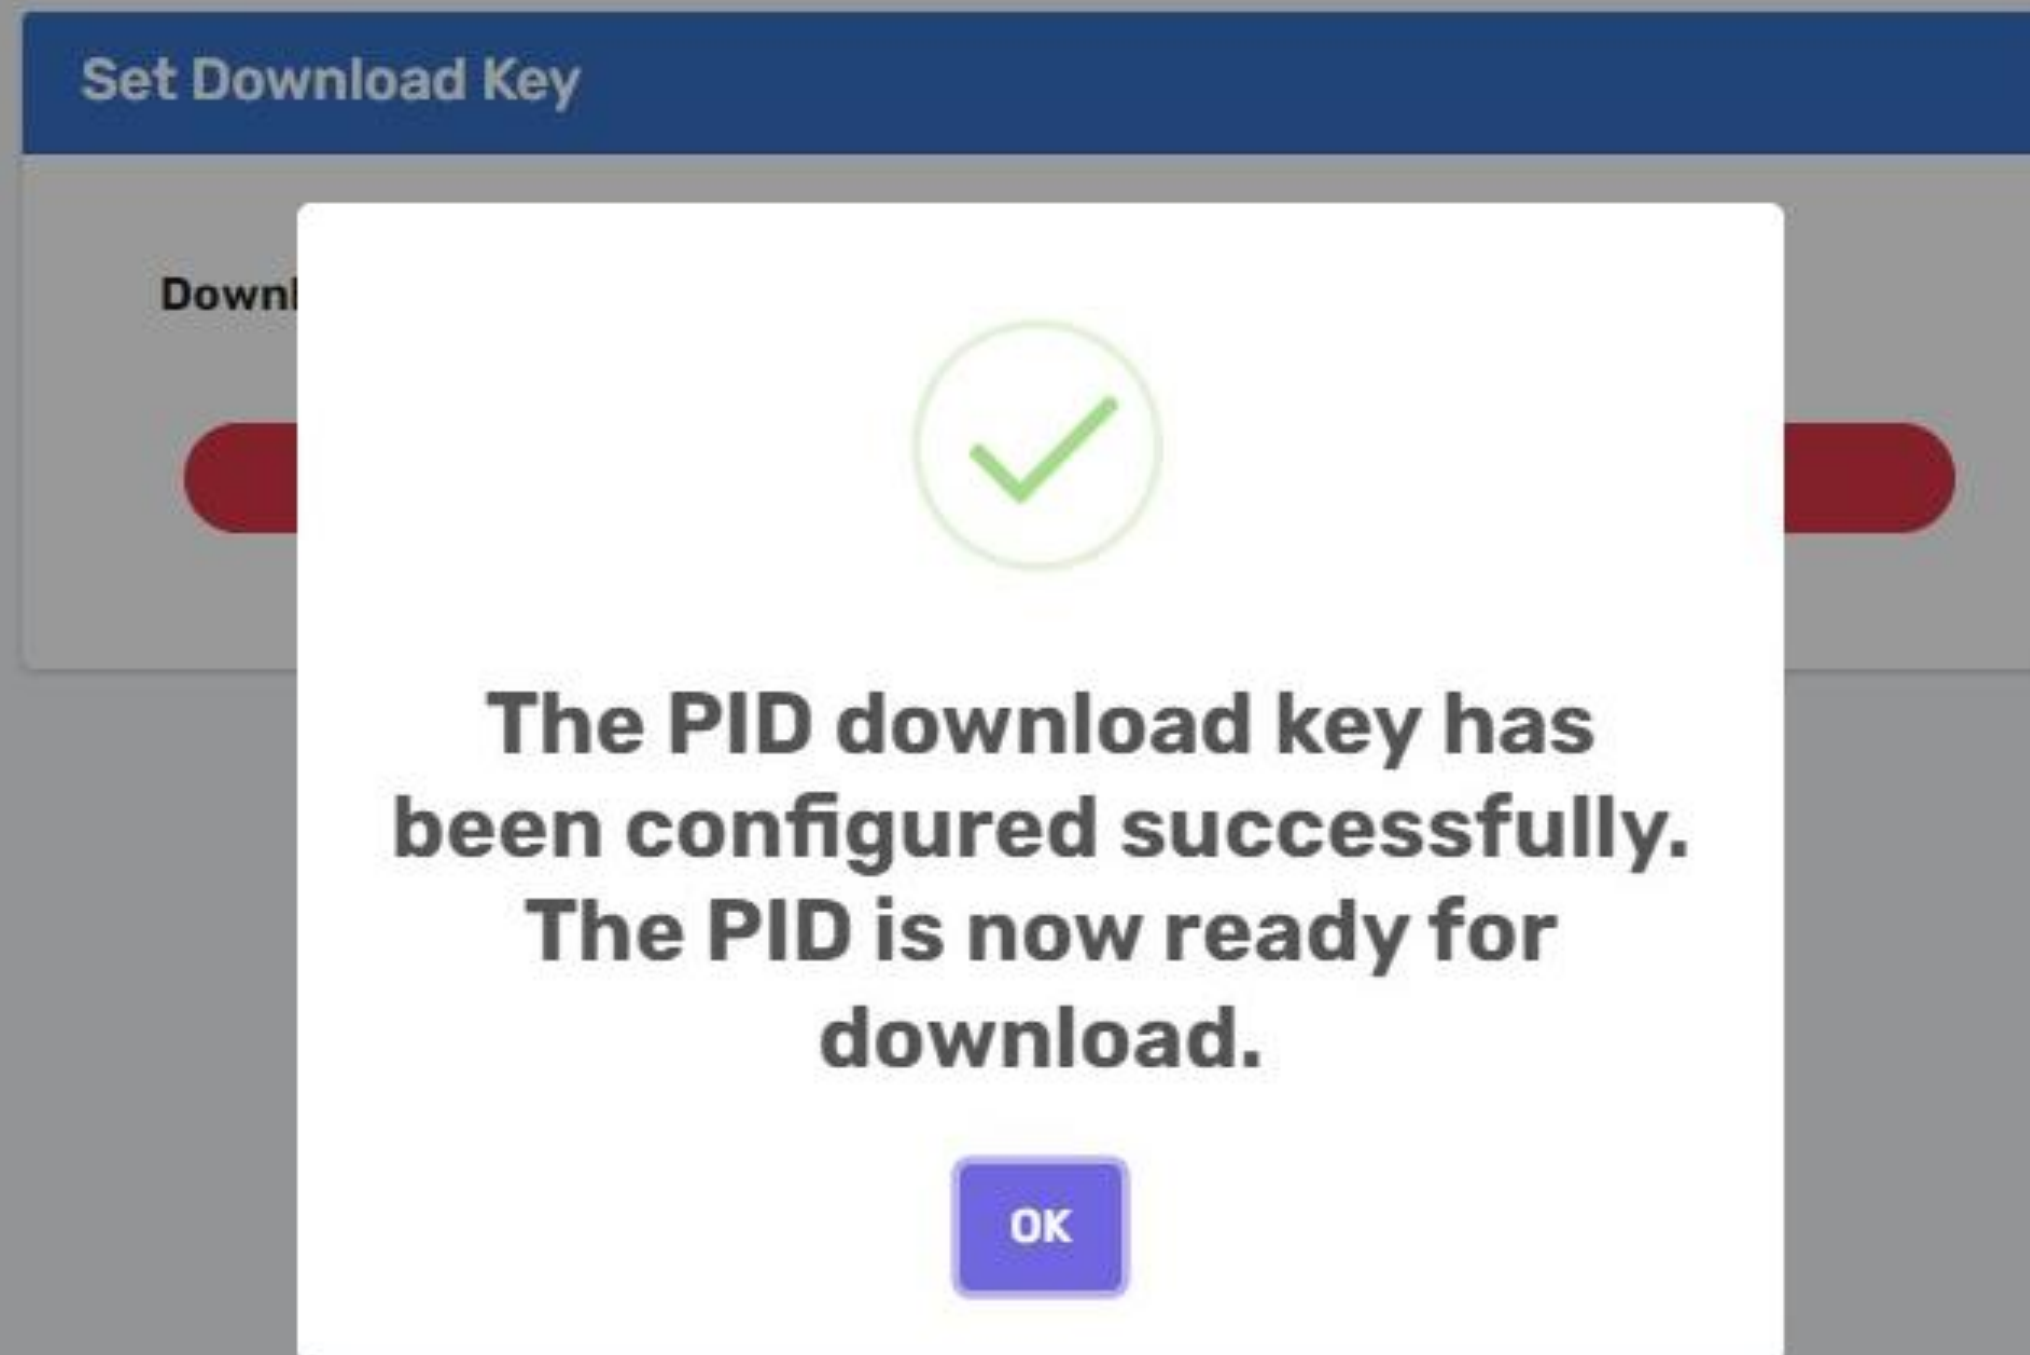 Set Download Key
The PID download key has
been configured successfully.
The PID is now ready for
download.
OK